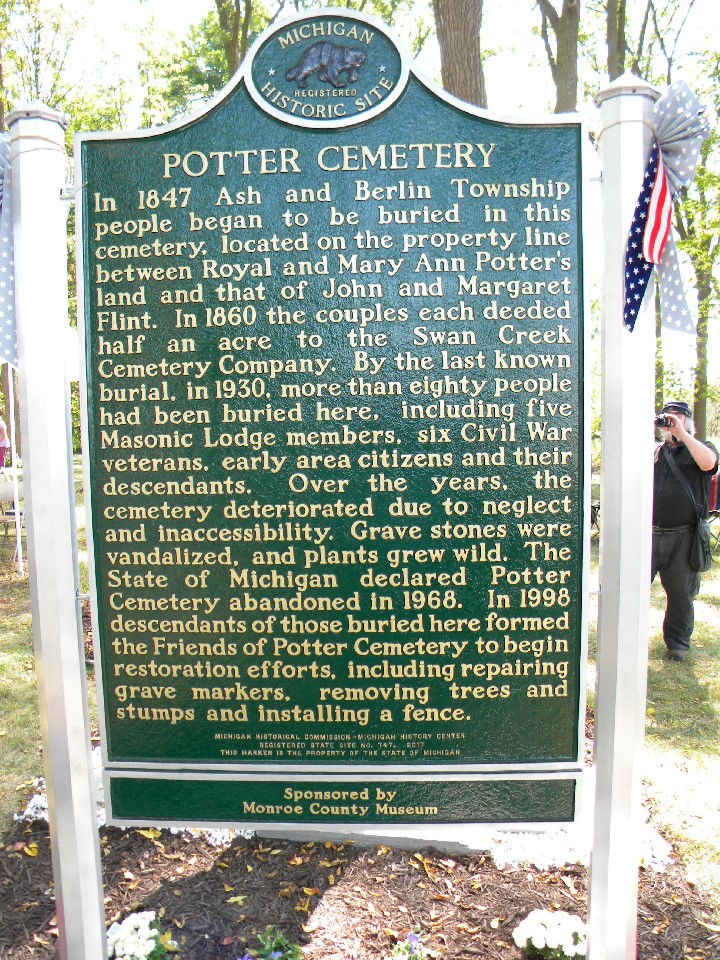 MICHIGAN
REGISTERED
HISTORIC SITE
POTTER CEMETERY
In 1847 Ash and Berlin Township
people began to be buried in this
cemetery, located on the property line
between Royal and Mary Ann Potter's
land and that of John and Margaret
Flint. In 1860 the couples each deeded
half an acre to the Swan Creek
Cemetery Company. By the last known
burial, in 1930, more than eighty people
had been buried here, including five
Masonic Lodge members, six Civil War
veterans, early area citizens and their
descendants. Over the years, the
cemetery deteriorated due to neglect
and inaccessibility. Grave stones were
vandalized, and plants grew wild. The
State of Michigan declared Potter
Cemetery abandoned in 1968. In 1998
descendants of those buried here formed
the Friends of Potter Cemetery to begin
restoration efforts, including repairing
grave markers, removing trees and
stumps and installing a fence.
MICHIGAN HISTORICAL COMMISSION – MICHIGAN HISTORY CENTER
REGISTERED STATE SITE NO. 747, 2017
THIS MARKER IS THE PROPERTY OF THE STATE OF MICHIGAN
Sponsored by
Monroe County Museum